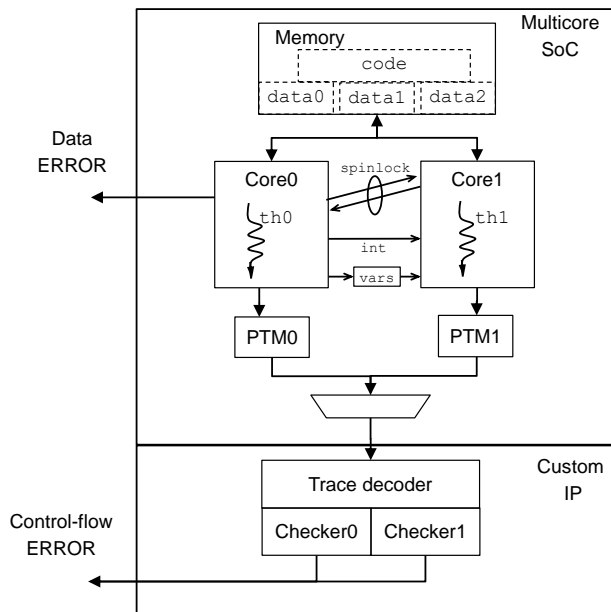 Multicore
SoC
Memory
code
data0 data1 data2
Data
ERROR
Core0
spinlock
Core1
th0
th1
int
vars
PTM0
PTM1
Trace decoder
Custom
IP
Checker0 Checker1
Control-flow
ERROR